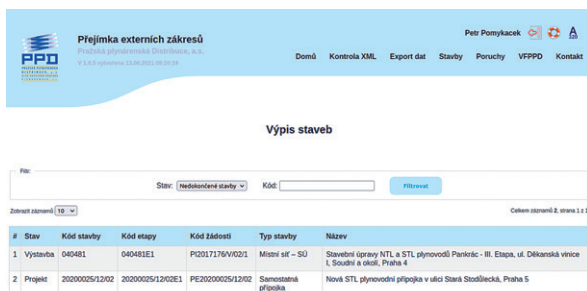 Petr Pomykacek
Přejímka externích zákresů
Pražská plynárenská Distribuce, a.s.
PPD
Domů Kontrola XML Export dat Stavby Poruchy VFPPD Kontakt
Výpis staveb
Filtr:
Stav: Nedokončené stavby Kód: Filtrovat
Zobrazit záznamů 10 Celkem záznamů 2, strana 1 z 1
# Stav Kód stavby Kód etapy Kód žádosti Typ stavby Název
1 Výstavba 040481 040481E1 PI2017176/V/02/1 Místní síť – SÚ Stavební úpravy NTL a STL plynovodů Pankrác - III. Etapa, ul. Děkanská vinice
I, Soudní a okolí, Praha 4
2 Projekt 20200025/12/02 20200025/12/02E1 PE20200025/12/02 Samostatná
přípojka Nová STL plynovodní přípojka v ulici Stará Stodůlecká, Praha 5